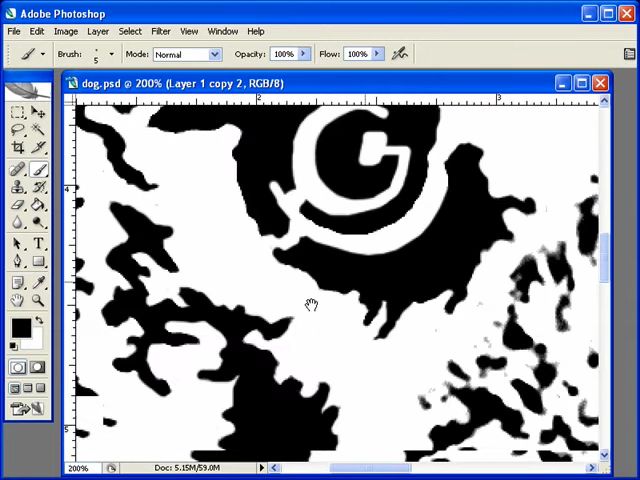 Adobe Photoshop
File Edit Image Layer Select Filter View Window Help
Brush: 5 Mode: Normal Opacity: 100% Flow: 100%
dog.psd @ 200% (Layer 1 copy 2, RGB/8)
2 3
4
5
200% Doc: 5.15M/59.0M